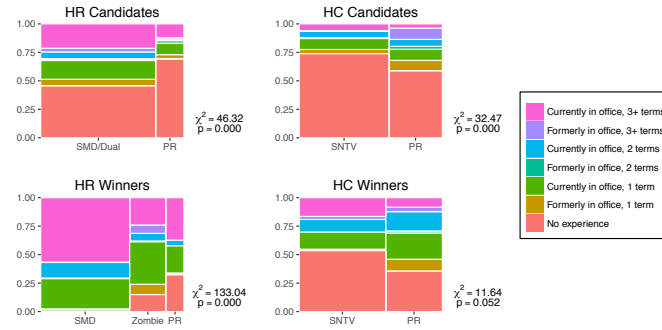 HR Candidates
1.00
0.75
0.50
0.25
0.00
SMD/Dual
PR
χ² = 46.32
p = 0.000
HC Candidates
1.00
0.75
0.50
0.25
0.00
SNTV
PR
χ² = 32.47
p = 0.000
HR Winners
1.00
0.75
0.50
0.25
0.00
SMD
Zombie
PR
χ² = 133.04
p = 0.000
HC Winners
1.00
0.75
0.50
0.25
0.00
SNTV
PR
χ² = 11.64
p = 0.052
Currently in office, 3+ terms
Formerly in office, 3+ terms
Currently in office, 2 terms
Formerly in office, 2 terms
Currently in office, 1 term
Formerly in office, 1 term
No experience